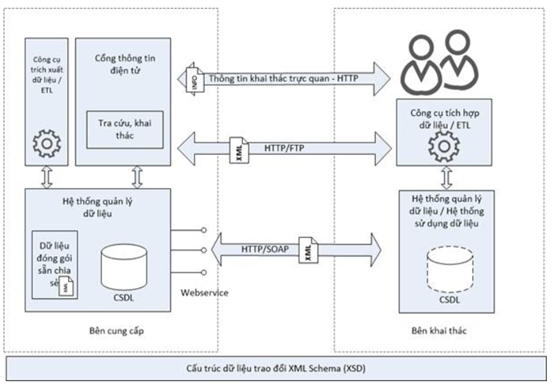 Công cụ
trích xuất
dữ liệu /
ETL
Cổng thông tin
điện tử
Tra cứu, khai
thác
INFO
Thông tin khai thác trực quan - HTTP
XML
HTTP/FTP
Công cụ tích hợp
dữ liệu / ETL
Hệ thống quản lý
dữ liệu
Dữ liệu
đóng gói
sẵn chia
sẻ
XML
CSDL
Webservice
HTTP/SOAP
XML
Hệ thống quản lý
dữ liệu / Hệ thống
sử dụng dữ liệu
CSDL
Bên cung cấp
Bên khai thác
Cấu trúc dữ liệu trao đổi XML Schema (XSD)